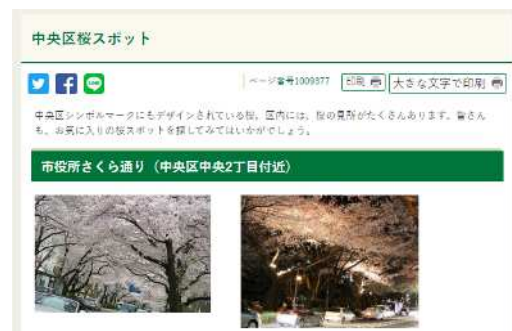 中央区桜スポット
ページ番号1009377 印刷 大きな文字で印刷
中央区シンボルマークにもデザインされている桜。区内には、桜の見所がたくさんあります。皆さん
も、お気に入りの桜スポットを探してみてはいかがでしょう。
市役所さくら通り（中央区中央2丁目付近）